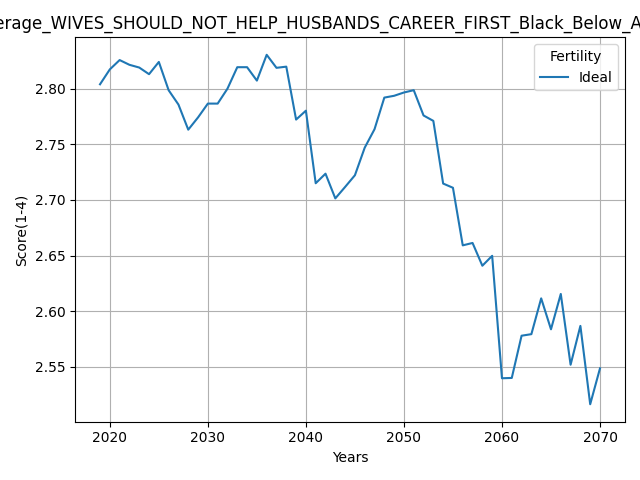 erage_WIVES_SHOULD_NOT_HELP_HUSBANDS_CAREER_FIRST_Black_Below_A
Fertility
Ideal
Score(1-4)
2.80
2.75
2.70
2.65
2.60
2.55
2020 2030 2040 2050 2060 2070
Years